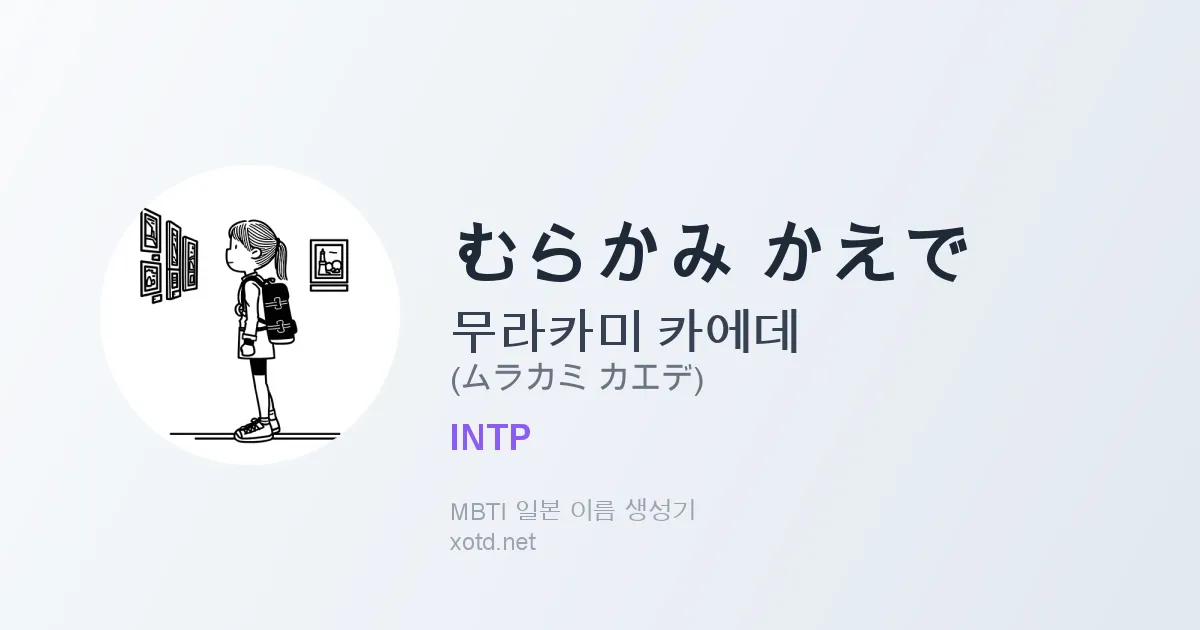 むらかみ かえで
무라카미 카에데
(ムラカミ カエデ)
INTP
MBTI 일본 이름 생성기
xotd.net